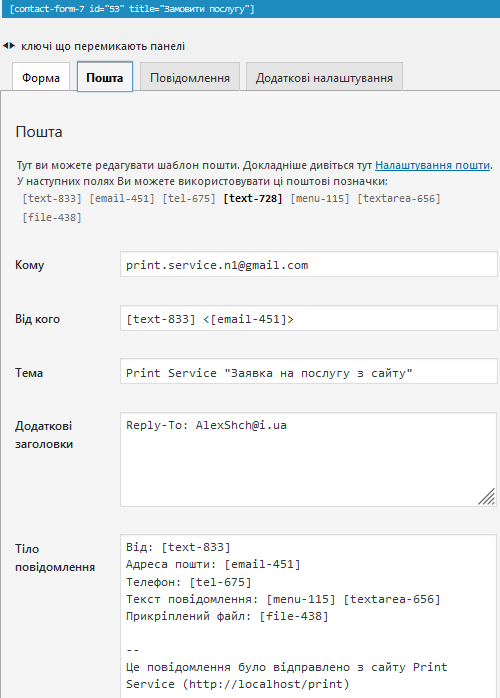 [contact-form-7 id="53" title="Замовити послугу"]
ключі що перемикають панелі
Форма Пошта Повідомлення Додаткові налаштування
Пошта
Тут ви можете редагувати шаблон пошти. Докладніше дивіться тут Налаштування пошти.
У наступних полях Ви можете використовувати ці поштові позначки:
[text-833] [email-451] [tel-675] [text-728] [menu-115] [textarea-656]
[file-438]
Кому print.service.n1@gmail.com
Від кого [text-833] <[email-451]>
Тема Print Service "Заявка на послугу з сайту"
Додаткові заголовки
Reply-To: AlexShch@i.ua
Тіло повідомлення
Від: [text-833]
Адреса пошти: [email-451]
Телефон: [tel-675]
Текст повідомлення: [menu-115] [textarea-656]
Прикріплений файл: [file-438]
--
Це повідомлення було відправлено з сайту Print
Service (http://localhost/print)